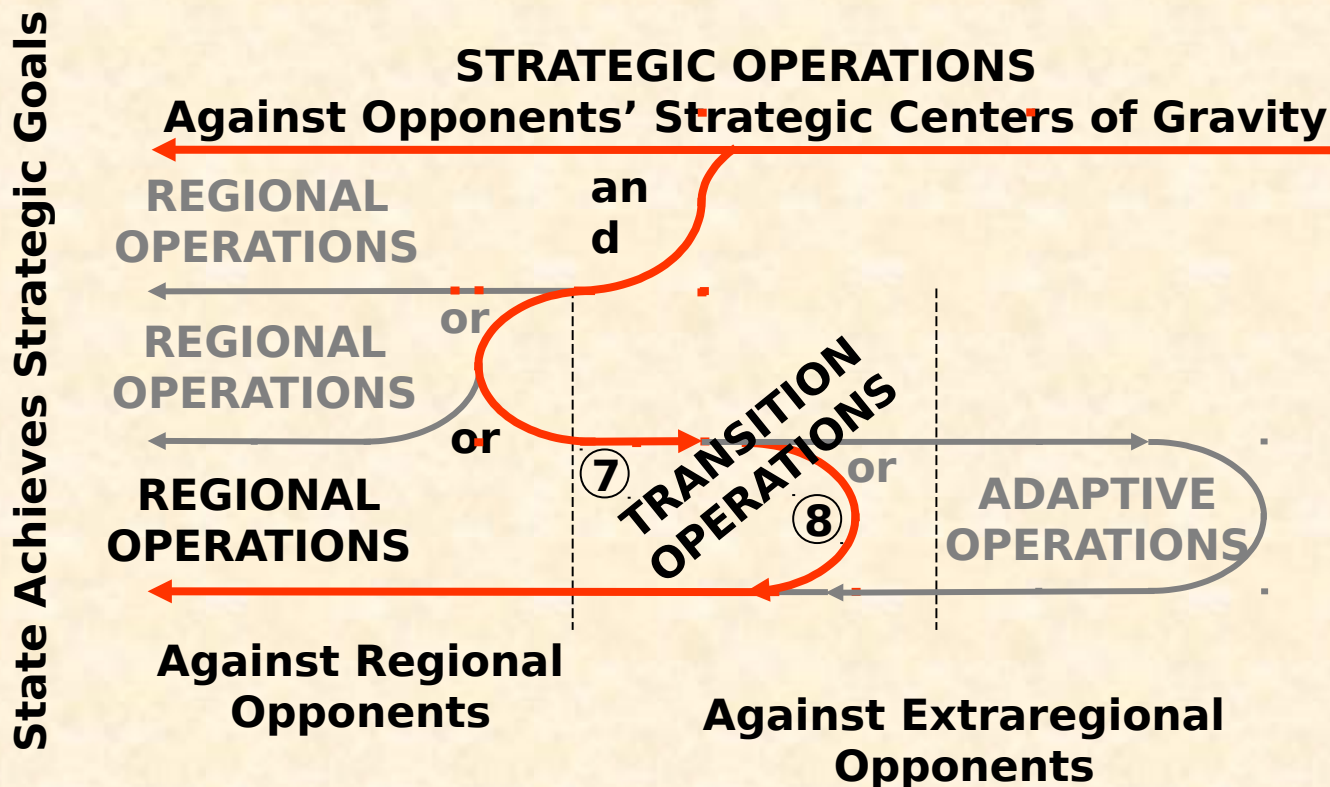 State Achieves Strategic Goals
STRATEGIC OPERATIONS
Against Opponents’ Strategic Centers of Gravity
REGIONAL
OPERATIONS
an
d
or
REGIONAL
OPERATIONS
or
7
TRANSITION
OPERATIONS
or
8
REGIONAL
OPERATIONS
ADAPTIVE
OPERATIONS
Against Regional
Opponents
Against Extraregional
Opponents